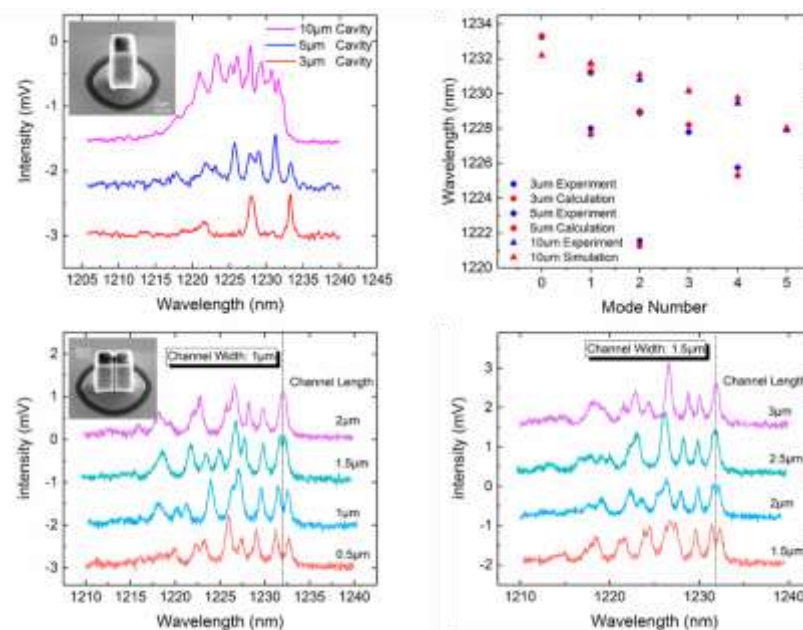 10μm Cavity
5μm Cavity
3μm Cavity
0
-1
-2
-3
Intensity (mV)
1205 1210 1215 1220 1225 1230 1235 1240 1245
Wavelength (nm)
1234
1232
1230
1228
1226
1224
1222
1220
Wavelength (nm)
3um Experiment
3um Calculation
5um Experiment
5um Calculation
10um Experiment
10um Simulation
0 1 2 3 4 5
Mode Number
2
1
0
-1
-2
-3
intensity (mV)
Channel Width: 1μm
Channel Length
2μm
1.5μm
1μm
0.5μm
1210 1215 1220 1225 1230 1235 1240
Wavelength (nm)
3
2
1
0
-1
-2
intensity (mV)
Channel Width: 1.5μm
Channel Length
3μm
2.5μm
2μm
1.5μm
1210 1220 1230 1240
Wavelength (nm)